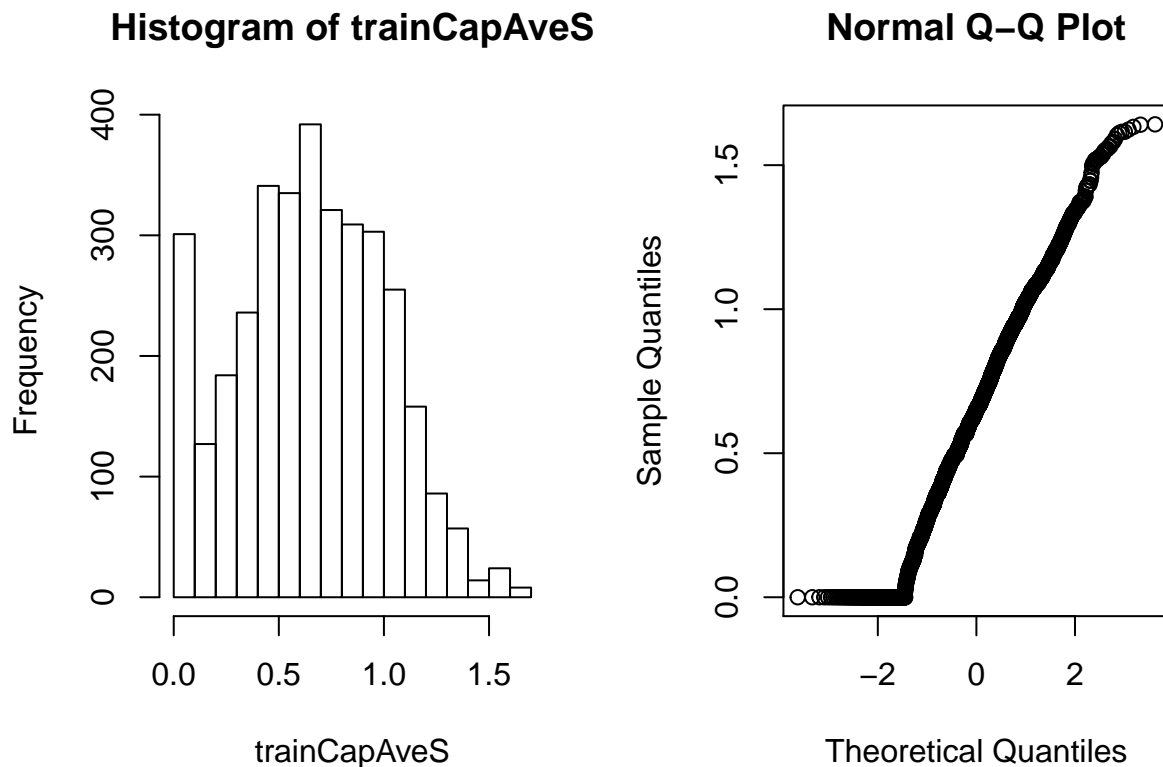 Histogram of trainCapAveS
Frequency
400
300
200
100
0
0.0 0.5 1.0 1.5
trainCapAveS
Normal Q−Q Plot
Sample Quantiles
1.5
1.0
0.5
0.0
−2 0 2
Theoretical Quantiles